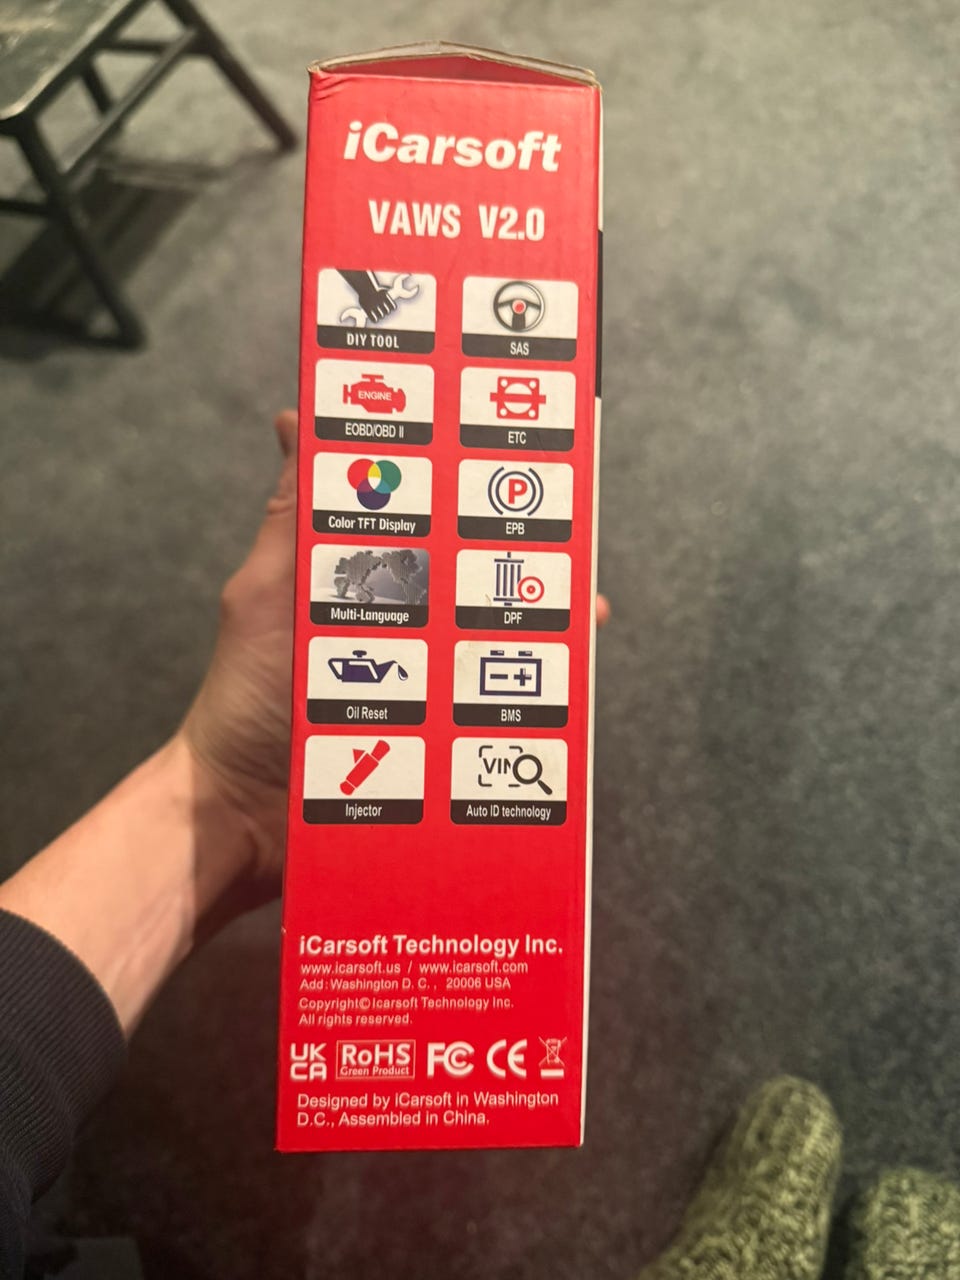 iCarsoft
VAWS V2.0
DIY TOOL
SAS
ENGINE
EOBD/OBD II
ETC
Color TFT Display
P
EPB
Multi-Language
DPF
Oil Reset
BMS
Injector
VIN
Auto ID technology
iCarsoft Technology Inc.
www.icarsoft.us / www.icarsoft.com
Add: Washington D. C. , 20006 USA
Copyright©Icarsoft Technology Inc.
All rights reserved.
UK CA RoHS FC CE
Green Product
Designed by iCarsoft in Washington
D.C., Assembled in China.